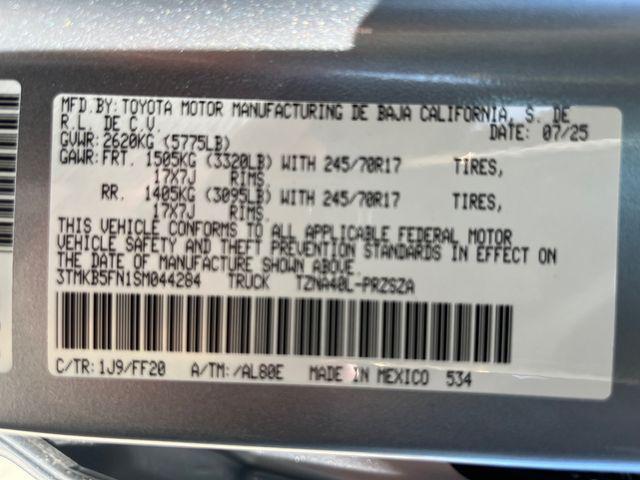 MFD.BY:TOYOTA MOTOR MANUFACTURING DE BAJA CALIFORNIA, S. DE
R.L. DE C.V. DATE: 07/25
GVWR:2620KG (5775LB)
GAWR:FRT. 1505KG (3320LB) WITH 245/70R17 TIRES,
17X7J RIMS.
RR. 1405KG (3095LB) WITH 245/70R17 TIRES,
17X7J RIMS.
THIS VEHICLE CONFORMS TO ALL APPLICABLE FEDERAL MOTOR
VEHICLE SAFETY AND THEFT PREVENTION STANDARDS IN EFFECT ON
THE DATE OF MANUFACTURE SHOWN ABOVE.
3TMKB5FN1SM044284 TRUCK TZNA40L-PRZSZA
C/TR:1J9/FF20 A/TM:/AL80E MADE IN MEXICO 534